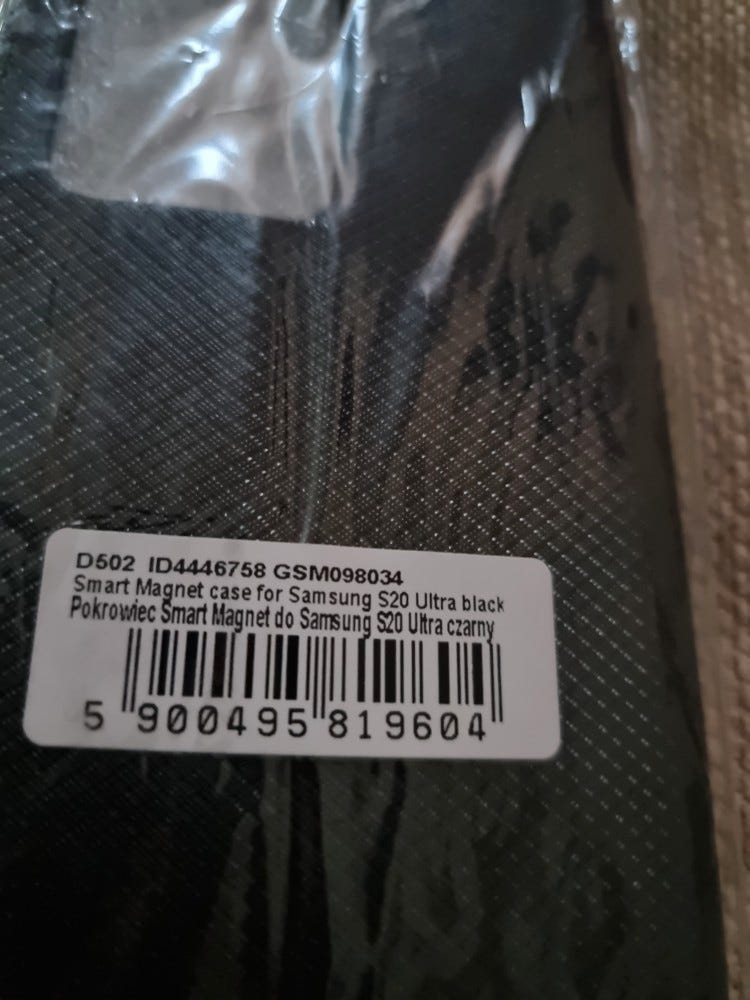 D502 ID4446758 GSM098034
Smart Magnet case for Samsung S20 Ultra black
Pokrowiec Smart Magnet do Samsung S20 Ultra czarny
5 900495 819604